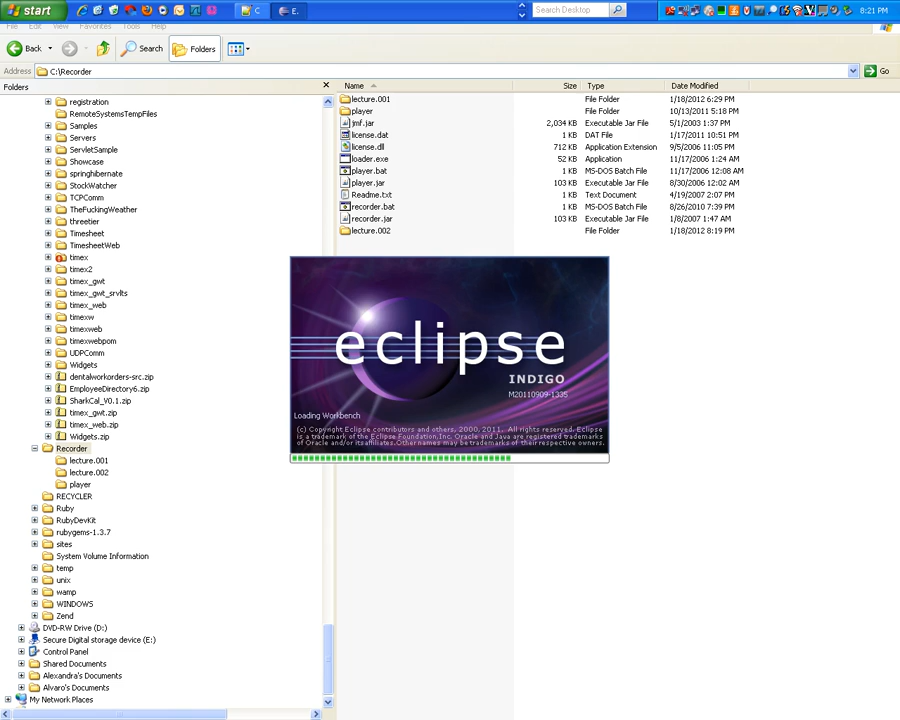 start
C
E.
Search Desktop
8:21 PM
File Edit View Favorites Tools Help
Back
Search
Folders
Address
C:\Recorder
Go
Folders
registration
RemoteSystemsTempFiles
Samples
Servers
ServletSample
Showcase
springhibernate
StockWatcher
TCPComm
TheFuckingWeather
threetier
Timesheet
TimesheetWeb
timex
timex2
timex_gwt
timex_gwt_srvlts
timex_web
timexw
timexweb
timexwebpom
UDPComm
Widgets
dentalworkorders-src.zip
EmployeeDirectory6.zip
SharkCal_V0.1.zip
timex_gwt.zip
timex_web.zip
Widgets.zip
Recorder
lecture.001
lecture.002
player
RECYCLER
Ruby
RubyDevKit
rubygems-1.3.7
sites
System Volume Information
temp
unix
wamp
WINDOWS
Zend
DVD-RW Drive (D:)
Secure Digital storage device (E:)
Control Panel
Shared Documents
Alexandra's Documents
Alvaro's Documents
My Network Places
Name Size Type Date Modified
lecture.001 File Folder 1/18/2012 6:29 PM
player File Folder 10/13/2011 5:18 PM
jmf.jar 2,034 KB Executable Jar File 5/1/2003 1:37 PM
license.dat 1 KB DAT File 1/17/2011 10:51 PM
license.dll 712 KB Application Extension 9/5/2006 11:05 PM
loader.exe 52 KB Application 11/17/2006 1:24 AM
player.bat 1 KB MS-DOS Batch File 11/17/2006 12:08 AM
player.jar 103 KB Executable Jar File 8/30/2006 12:02 AM
Readme.txt 1 KB Text Document 4/19/2007 2:07 PM
recorder.bat 1 KB MS-DOS Batch File 8/26/2010 7:39 PM
recorder.jar 103 KB Executable Jar File 1/8/2007 1:47 AM
lecture.002 File Folder 1/18/2012 8:19 PM
eclipse
INDIGO
M20110909-1335
Loading Workbench
(c) Copyright Eclipse contributors and others, 2000, 2011. All rights reserved. Eclipse
is a trademark of the Eclipse Foundation,Inc. Oracle and Java are registered trademarks
of Oracle and/or itsaffiliates.Other names may be trademarks of their respective owners.